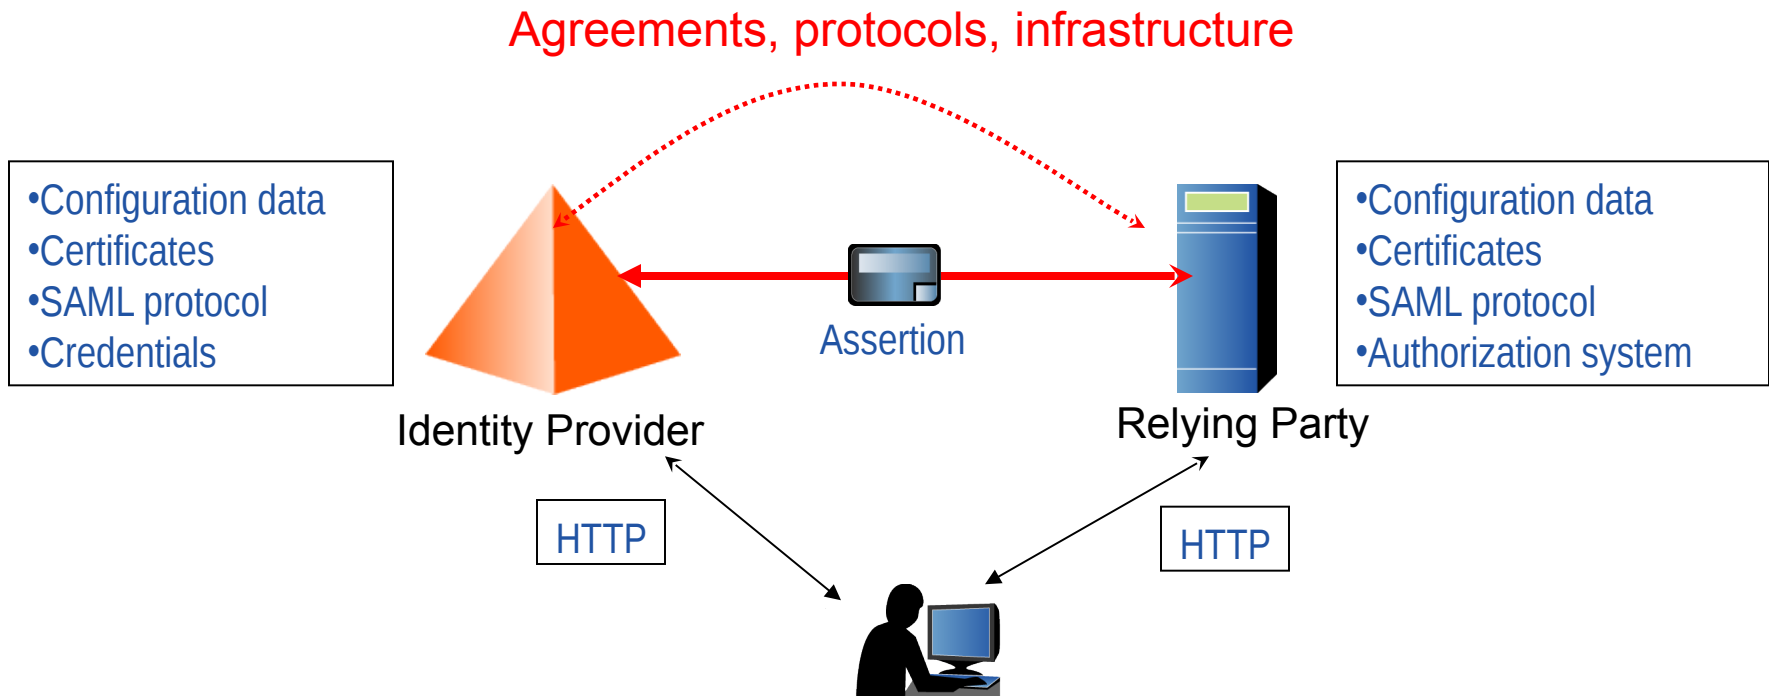 Agreements, protocols, infrastructure
•Configuration data
•Certificates
•SAML protocol
•Credentials
Assertion
•Configuration data
•Certificates
•SAML protocol
•Authorization system
Identity Provider
Relying Party
HTTP
HTTP